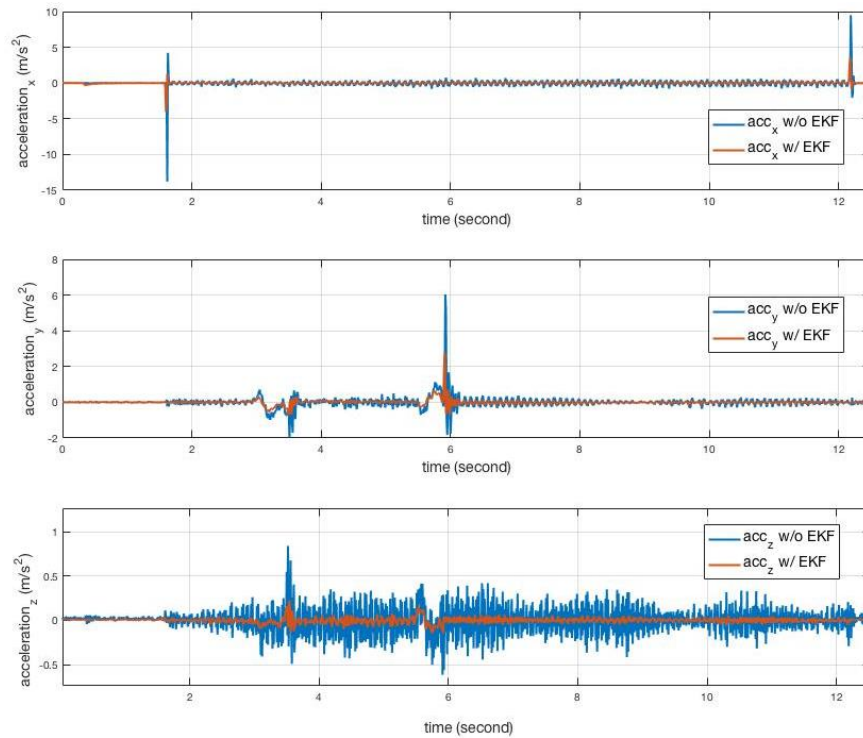 10
5
0
-5
-10
-15
acceleration_x (m/s²)
acc_x w/o EKF
acc_x w/ EKF
0 2 4 6 8 10 12
time (second)
8
6
4
2
0
-2
acceleration_y (m/s²)
acc_y w/o EKF
acc_y w/ EKF
0 2 4 6 8 10 12
time (second)
1
0.5
0
-0.5
acceleration_z (m/s²)
acc_z w/o EKF
acc_z w/ EKF
2 4 6 8 10 12
time (second)